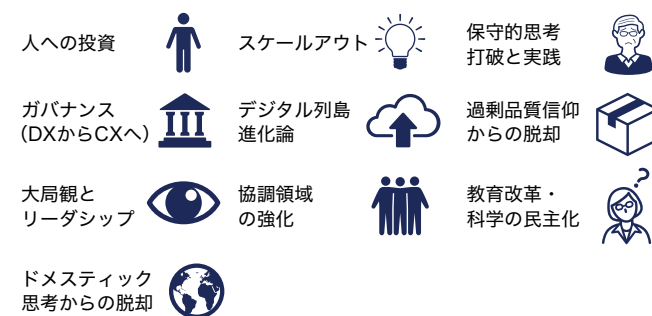 人への投資
スケールアウト
保守的思考
打破と実践
ガバナンス
(DXからCXへ)
デジタル列島
進化論
過剰品質信仰
からの脱却
大局観と
リーダシップ
協調領域
の強化
教育改革・
科学の民主化
?
ドメスティック
思考からの脱却